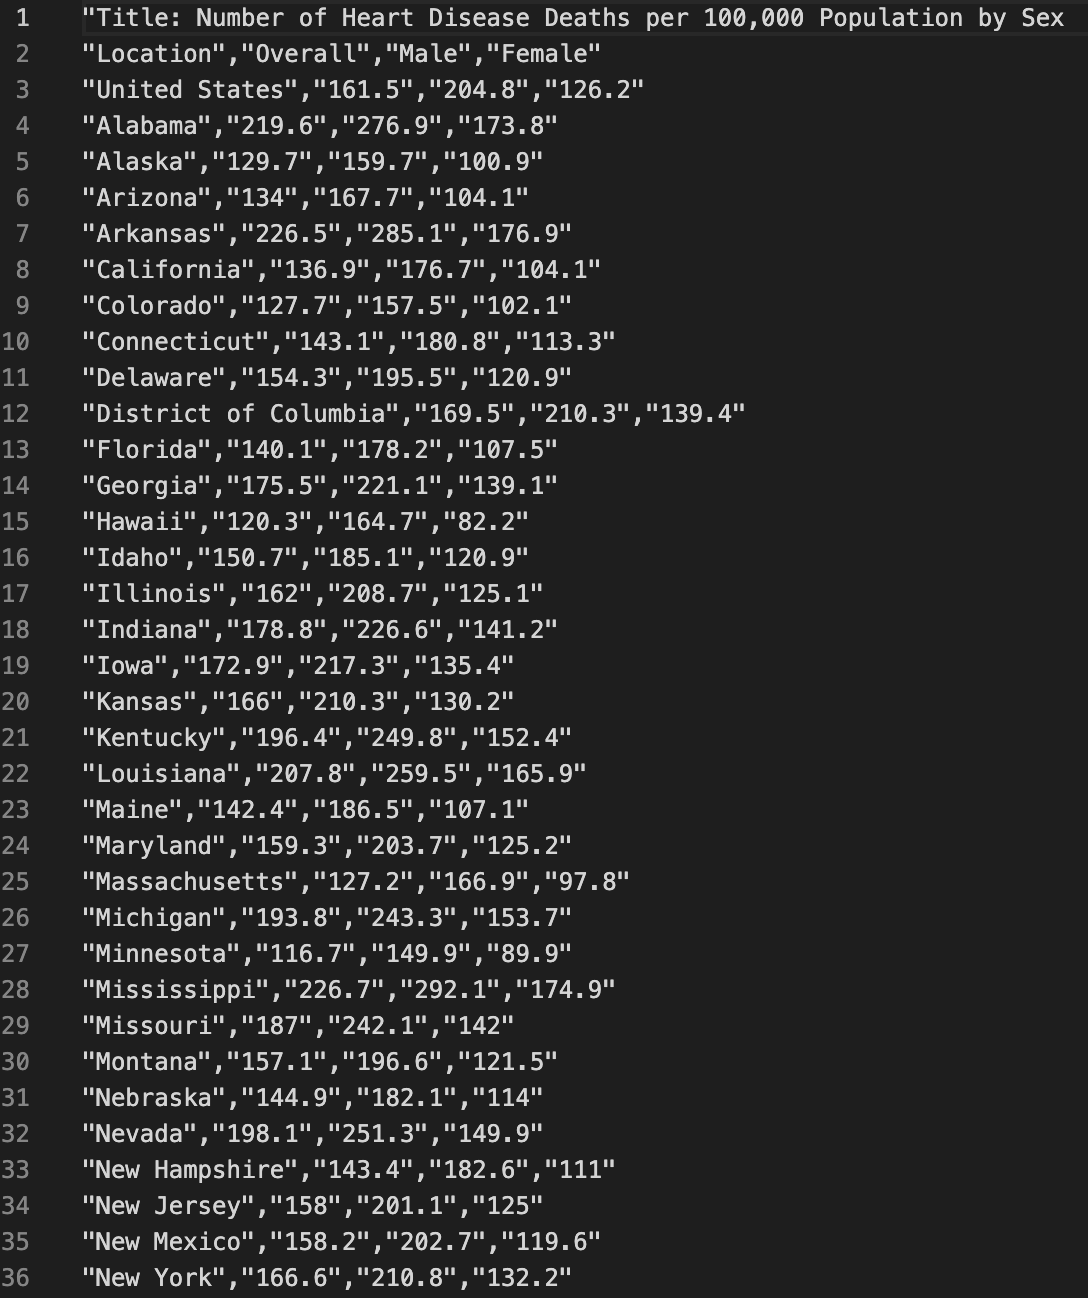 1 "Title: Number of Heart Disease Deaths per 100,000 Population by Sex
2 "Location","Overall","Male","Female"
3 "United States","161.5","204.8","126.2"
4 "Alabama","219.6","276.9","173.8"
5 "Alaska","129.7","159.7","100.9"
6 "Arizona","134","167.7","104.1"
7 "Arkansas","226.5","285.1","176.9"
8 "California","136.9","176.7","104.1"
9 "Colorado","127.7","157.5","102.1"
10 "Connecticut","143.1","180.8","113.3"
11 "Delaware","154.3","195.5","120.9"
12 "District of Columbia","169.5","210.3","139.4"
13 "Florida","140.1","178.2","107.5"
14 "Georgia","175.5","221.1","139.1"
15 "Hawaii","120.3","164.7","82.2"
16 "Idaho","150.7","185.1","120.9"
17 "Illinois","162","208.7","125.1"
18 "Indiana","178.8","226.6","141.2"
19 "Iowa","172.9","217.3","135.4"
20 "Kansas","166","210.3","130.2"
21 "Kentucky","196.4","249.8","152.4"
22 "Louisiana","207.8","259.5","165.9"
23 "Maine","142.4","186.5","107.1"
24 "Maryland","159.3","203.7","125.2"
25 "Massachusetts","127.2","166.9","97.8"
26 "Michigan","193.8","243.3","153.7"
27 "Minnesota","116.7","149.9","89.9"
28 "Mississippi","226.7","292.1","174.9"
29 "Missouri","187","242.1","142"
30 "Montana","157.1","196.6","121.5"
31 "Nebraska","144.9","182.1","114"
32 "Nevada","198.1","251.3","149.9"
33 "New Hampshire","143.4","182.6","111"
34 "New Jersey","158","201.1","125"
35 "New Mexico","158.2","202.7","119.6"
36 "New York","166.6","210.8","132.2"